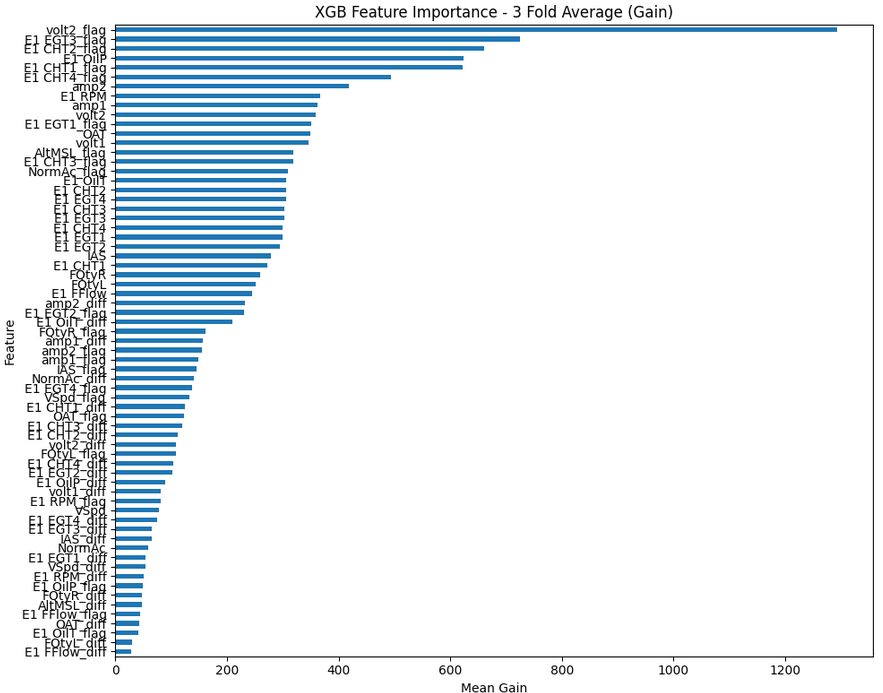 XGB Feature Importance - 3 Fold Average (Gain)
volt2_flag
E1 EGT3_flag
E1 CHT2_flag
E1 OilP
E1 CHT1_flag
E1 CHT4_flag
amp2
E1 RPM
amp1
volt2
E1 EGT1_flag
OAT
volt1
AltMSL_flag
E1 CHT3_flag
NormAc_flag
E1 OilT
E1 CHT2
E1 EGT4
E1 CHT3
E1 EGT3
E1 CHT4
E1 EGT1
E1 EGT2
IAS
E1 CHT1
FQtyR
FQtyL
E1 FFlow
amp2_diff
E1 EGT2_flag
E1 OilT_diff
FQtyR_flag
amp1_diff
amp2_flag
amp1_flag
IAS_flag
NormAc_diff
E1 EGT4_flag
VSpd_flag
E1 CHT1_diff
OAT_flag
E1 CHT3_diff
E1 CHT2_diff
volt2_diff
FQtyL_flag
E1 CHT4_diff
E1 EGT2_diff
E1 OilP_diff
volt1_diff
E1 RPM_flag
VSpd
E1 EGT4_diff
E1 EGT3_diff
IAS_diff
NormAc
E1 EGT1_diff
VSpd_diff
E1 RPM_diff
E1 OilP_flag
FQtyR_diff
AltMSL_diff
E1 FFlow_flag
OAT_diff
E1 OilT_flag
FQtyL_diff
E1 FFlow_diff
Feature
0 200 400 600 800 1000 1200
Mean Gain